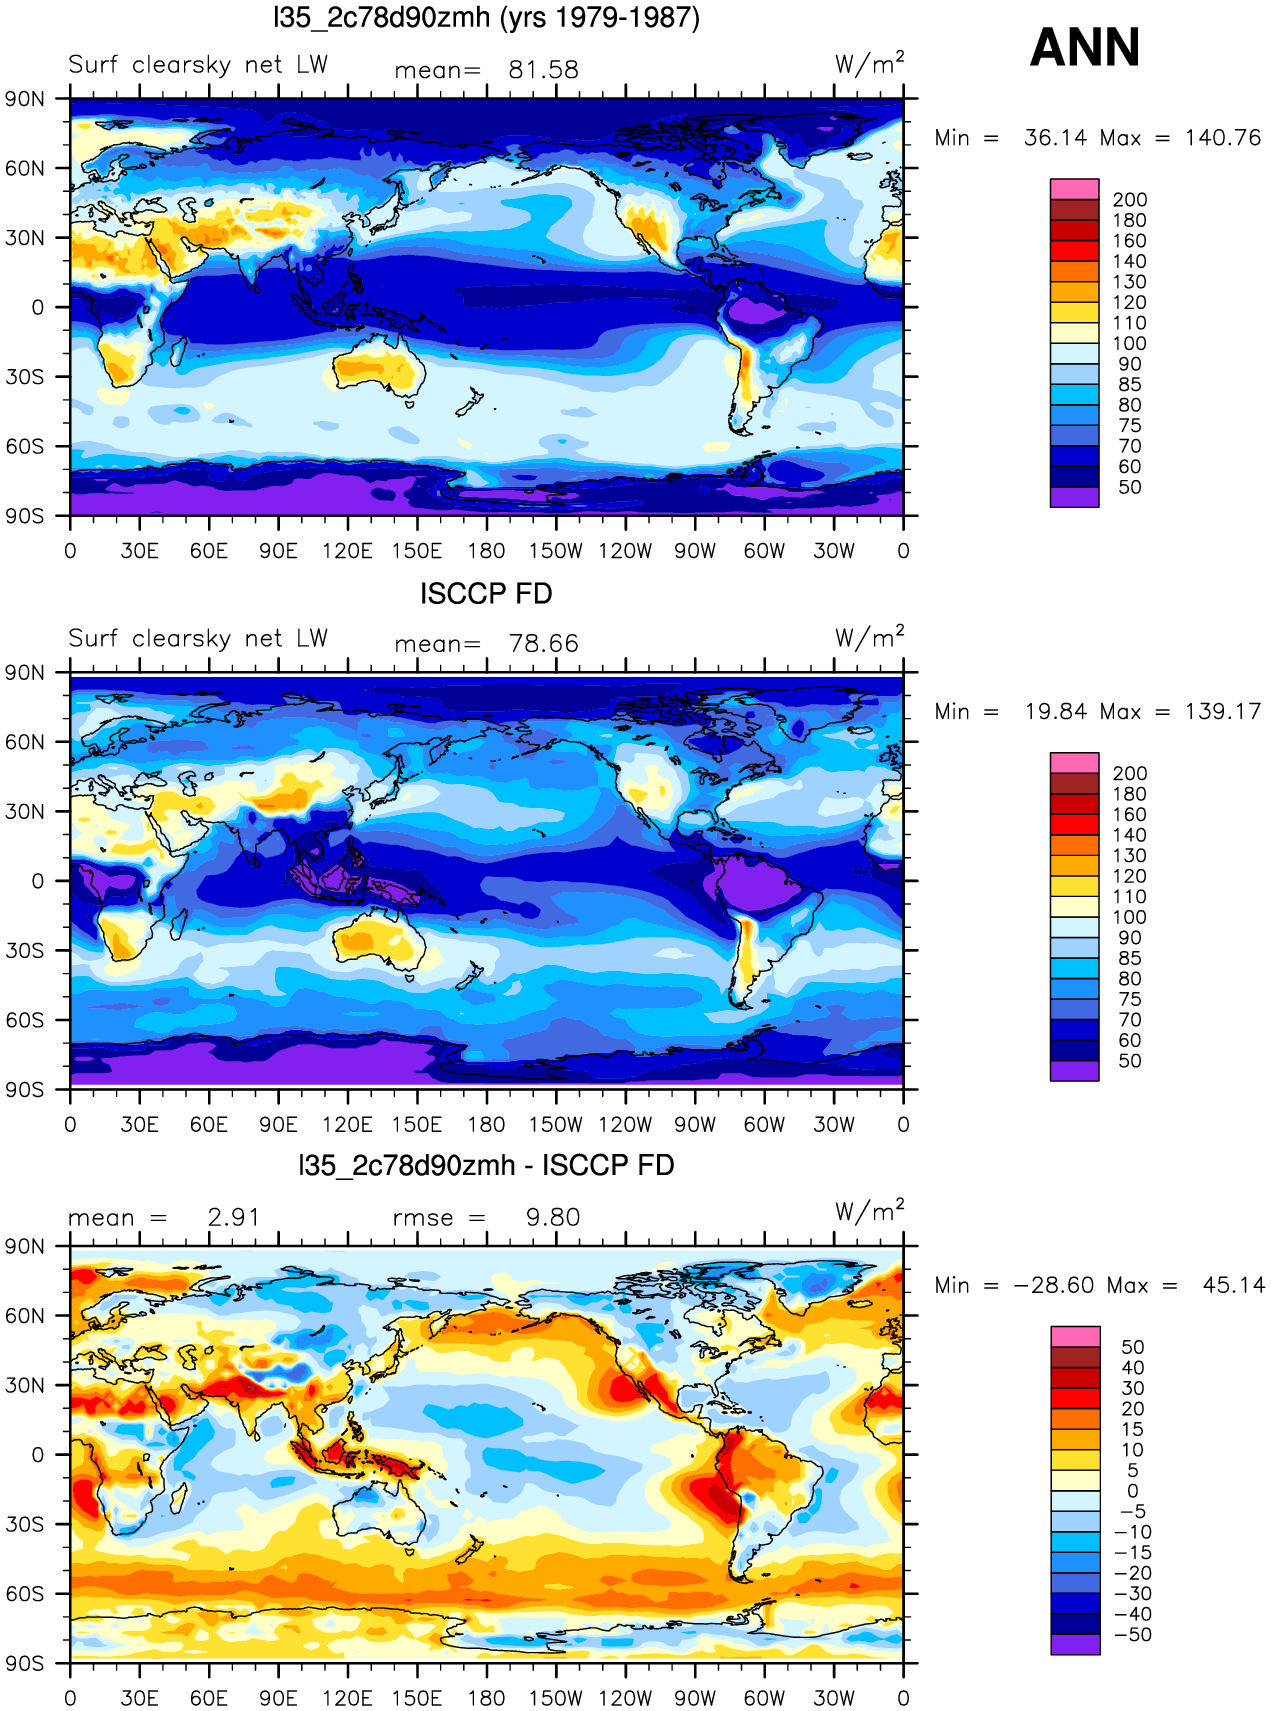 l35_2c78d90zmh (yrs 1979-1987)
ANN
Surf clearsky net LW mean= 81.58 W/m²
Min = 36.14 Max = 140.76
90N
60N
30N
0
30S
60S
90S
0 30E 60E 90E 120E 150E 180 150W 120W 90W 60W 30W 0
200
180
160
140
130
120
110
100
90
85
80
75
70
60
50
ISCCP FD
Surf clearsky net LW mean= 78.66 W/m²
Min = 19.84 Max = 139.17
90N
60N
30N
0
30S
60S
90S
0 30E 60E 90E 120E 150E 180 150W 120W 90W 60W 30W 0
200
180
160
140
130
120
110
100
90
85
80
75
70
60
50
l35_2c78d90zmh - ISCCP FD
mean = 2.91 rmse = 9.80 W/m²
Min = −28.60 Max = 45.14
90N
60N
30N
0
30S
60S
90S
0 30E 60E 90E 120E 150E 180 150W 120W 90W 60W 30W 0
50
40
30
20
15
10
5
0
−5
−10
−15
−30
−40
−50